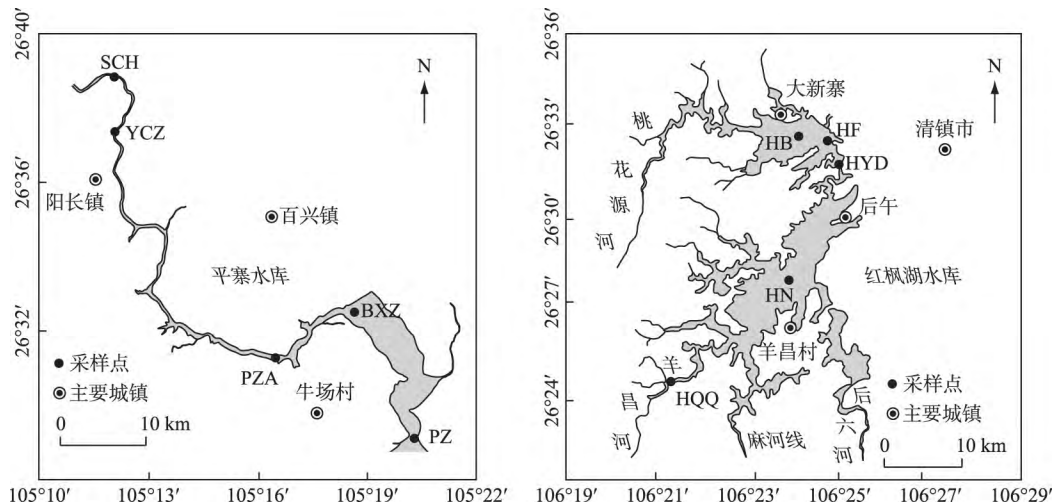 26°40′
26°36′
26°32′
SCH
YCZ
阳长镇
百兴镇
平寨水库
BXZ
PZA
牛场村
PZ
N
采样点
主要城镇
0 10 km
105°10′ 105°13′ 105°16′ 105°19′ 105°22′
26°36′
26°33′
26°30′
26°27′
26°24′
大新寨
N
桃花源河
HB
HF
HYD
清镇市
后午
红枫湖水库
HN
羊昌村
羊昌河
HQQ
麻河线
后六河
采样点
主要城镇
0 10 km
106°19′ 106°21′ 106°23′ 106°25′ 106°27′ 106°29′